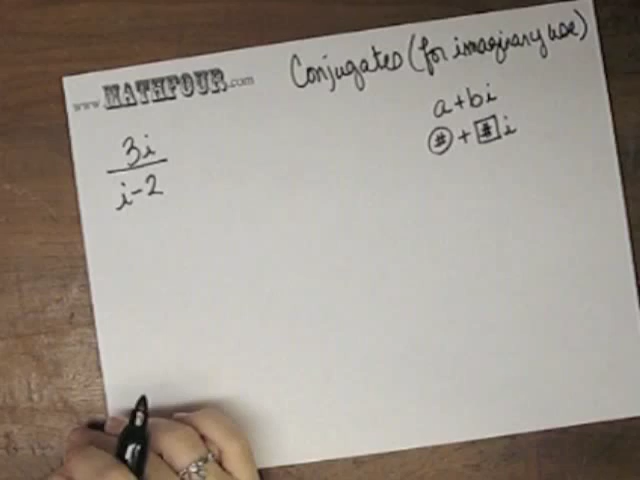 www.MATHFOUR.com
Conjugates (for imaginary use)
a+bi
# + # i
3i
i-2